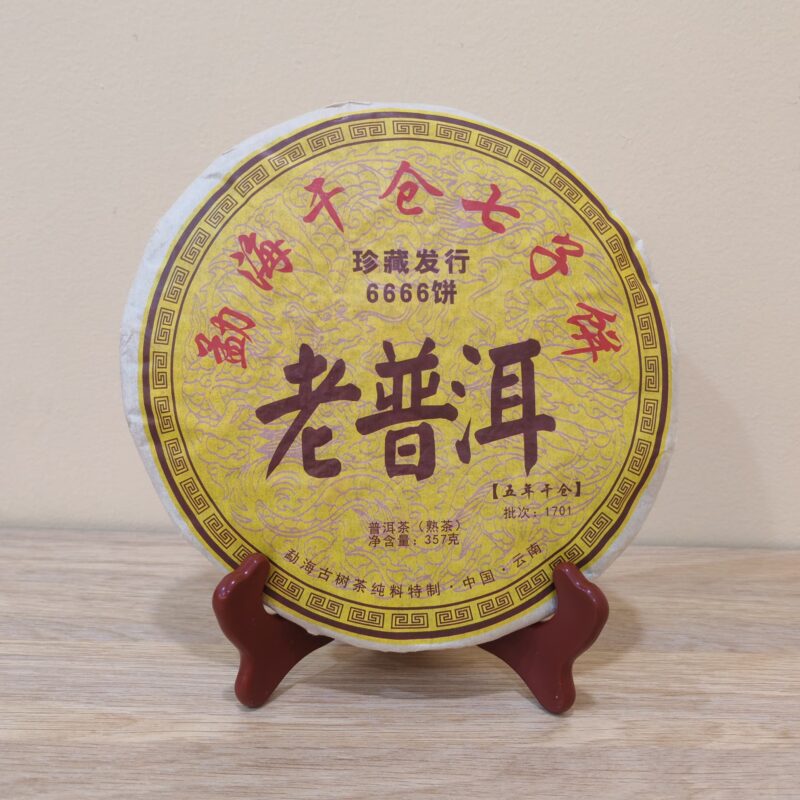 勐海干仓七子饼
珍藏发行
6666饼
老普洱
【五年干仓】
批次：1701
普洱茶（熟茶）
净含量：357克
勐海古树茶纯料特制·中国·云南